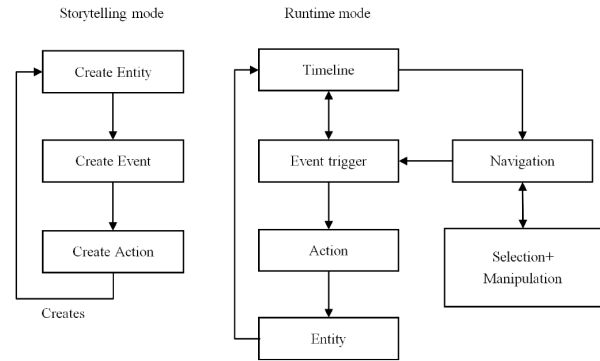 Storytelling mode
Create Entity
Create Event
Create Action
Creates
Runtime mode
Timeline
Event trigger
Navigation
Action
Selection+
Manipulation
Entity